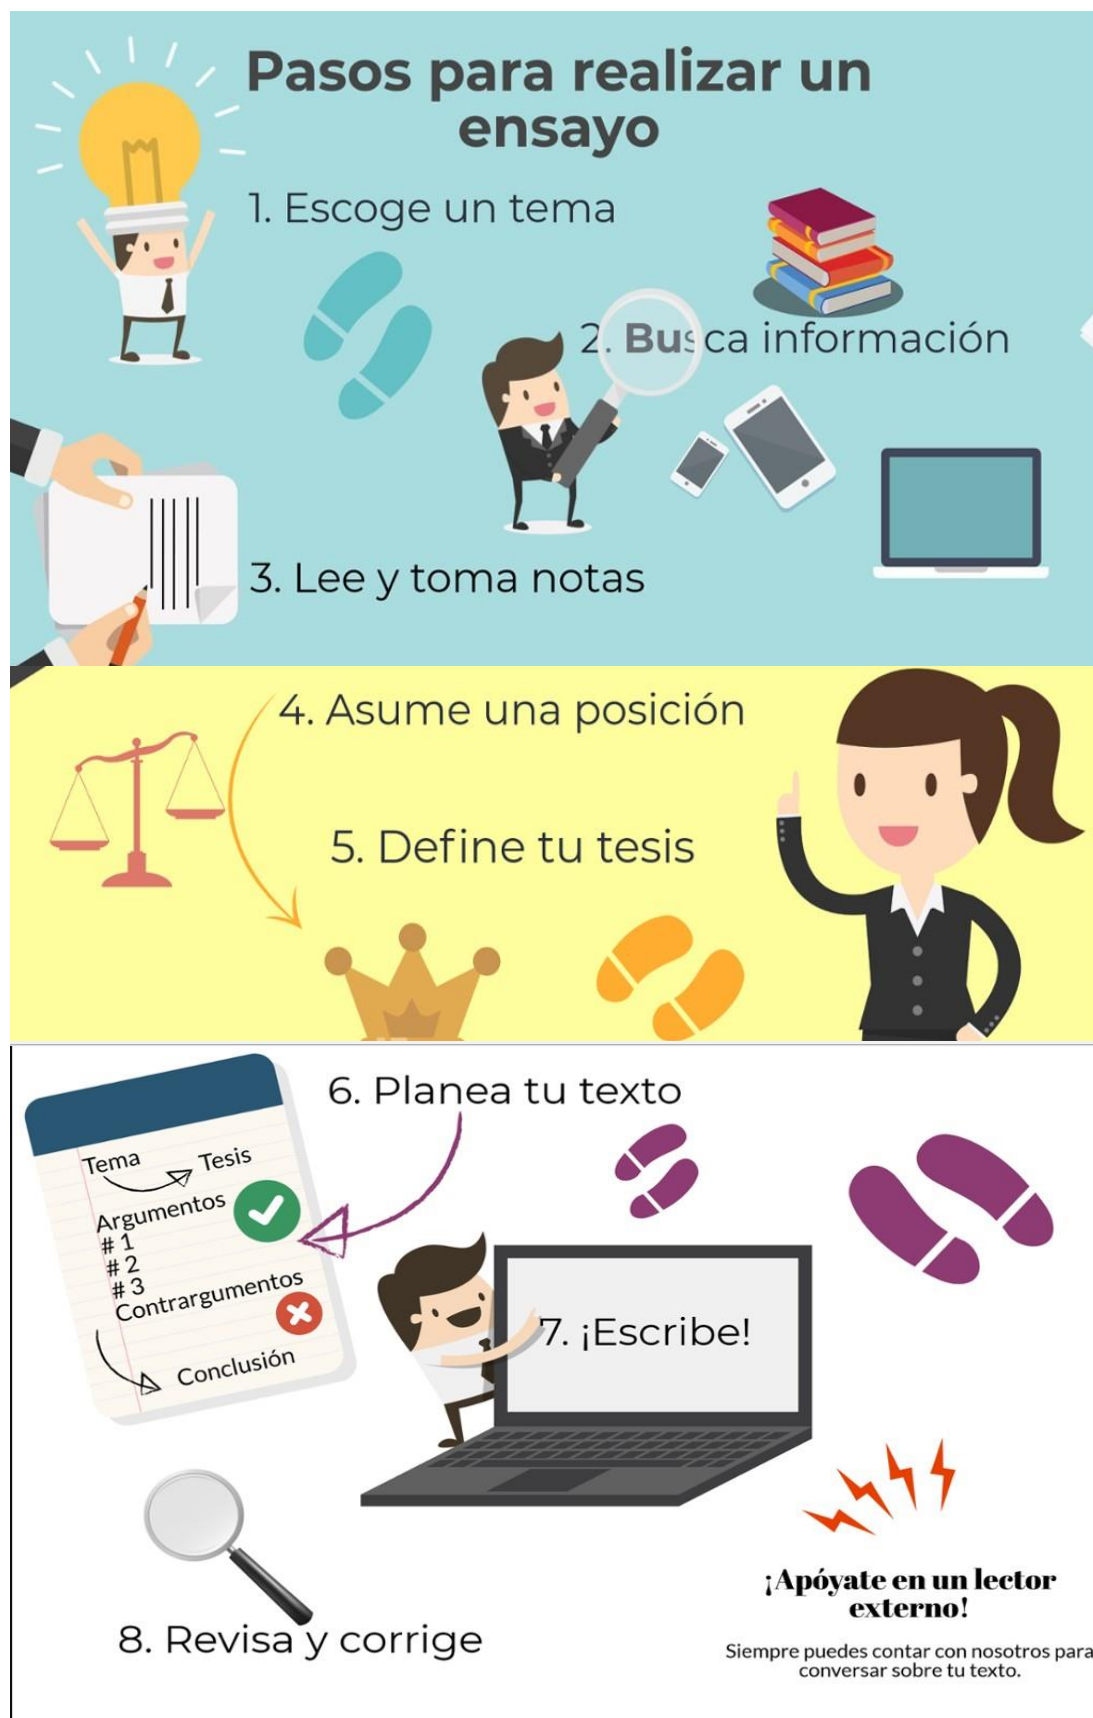 Pasos para realizar un
ensayo
1. Escoge un tema
2. Busca información
3. Lee y toma notas
4. Asume una posición
5. Define tu tesis
6. Planea tu texto
Tema
Tesis
Argumentos
# 1
# 2
# 3
Contrargumentos
Conclusión
7. ¡Escribe!
8. Revisa y corrige
¡Apóyate en un lector
externo!
Siempre puedes contar con nosotros para
conversar sobre tu texto.